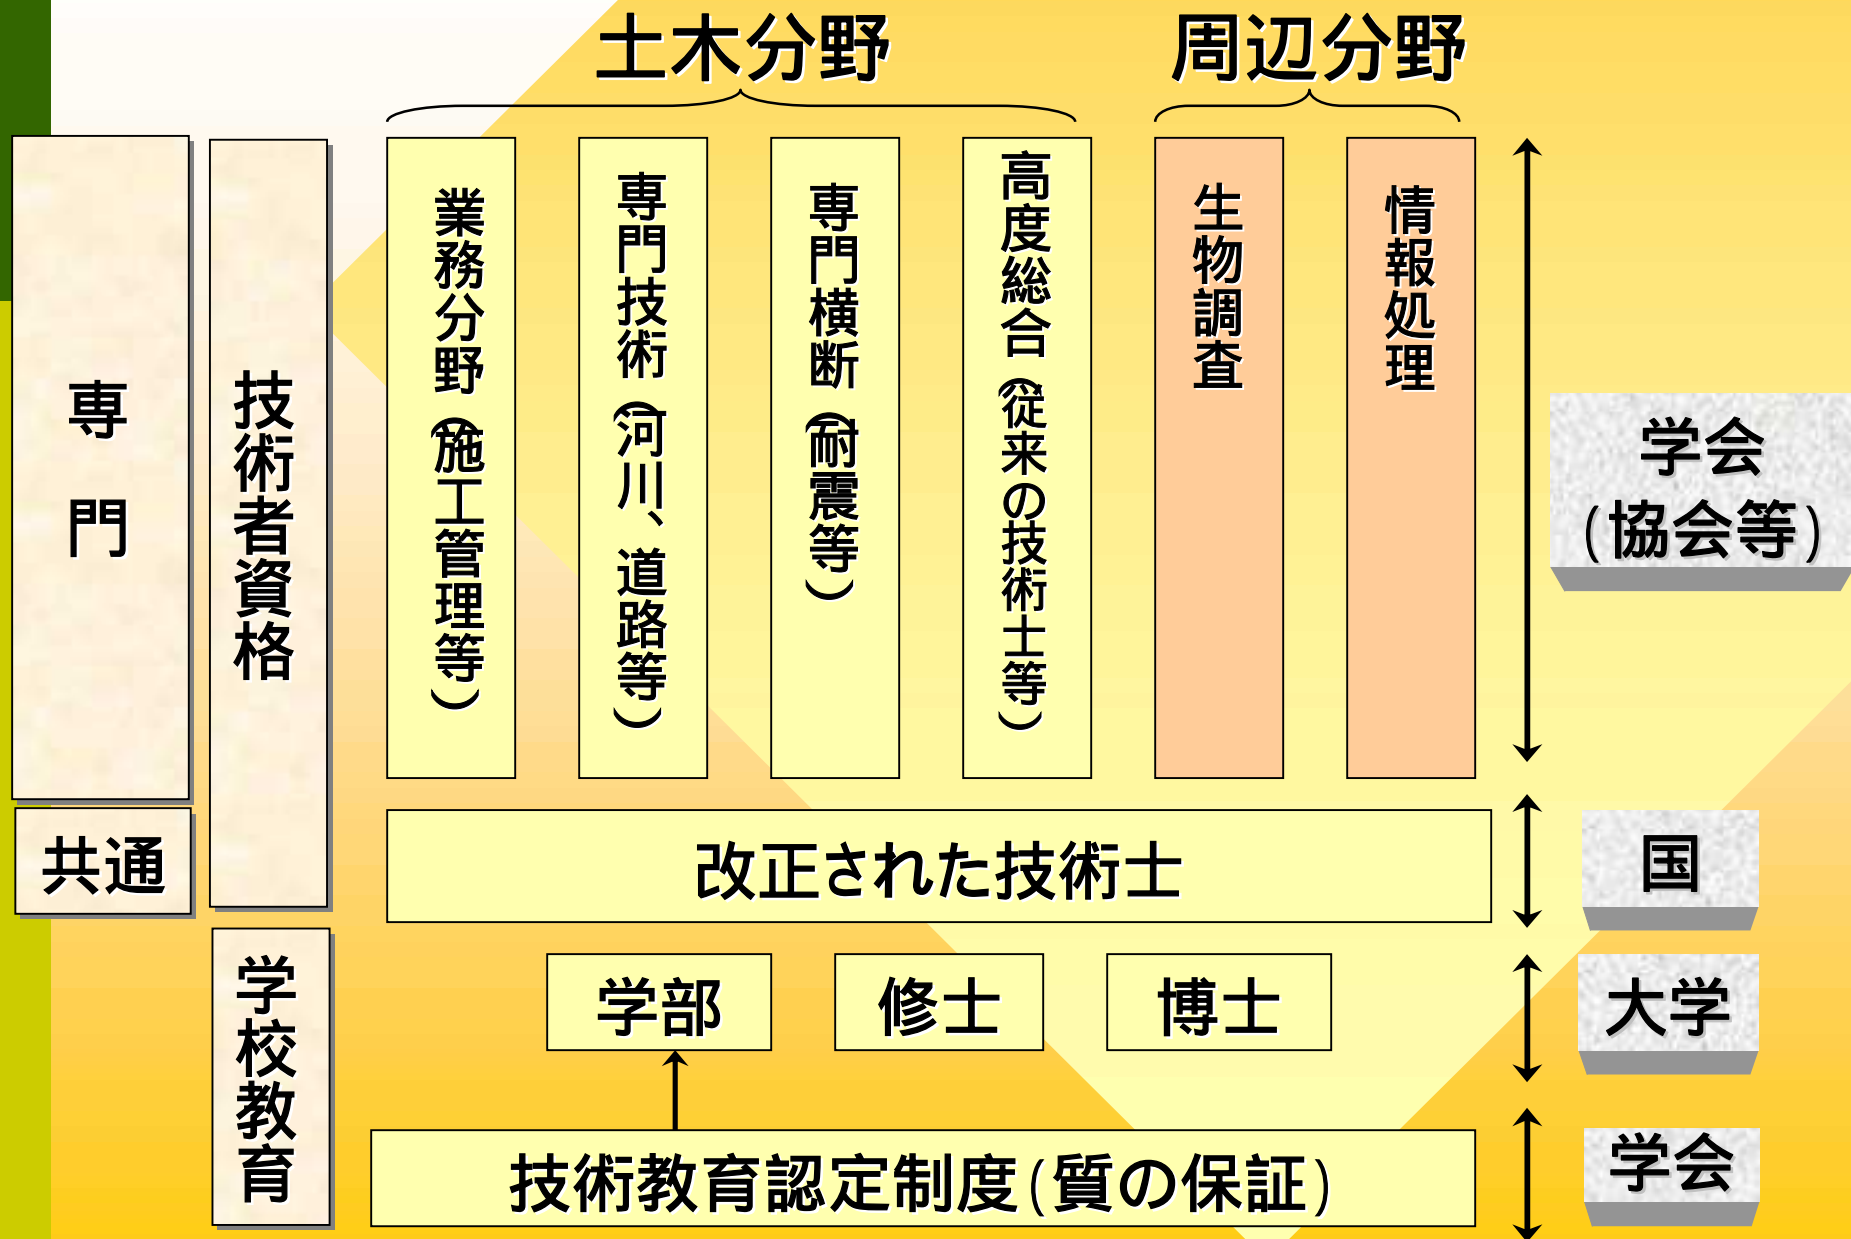 土木分野
周辺分野
専門
技術者資格
業務分野(施工管理等)
専門技術(河川、道路等)
専門横断(耐震等)
高度総合(従来の技術士等)
生物調査
情報処理
学会
(協会等)
共通
改正された技術士
国
学校教育
学部
修士
博士
大学
技術教育認定制度(質の保証)
学会